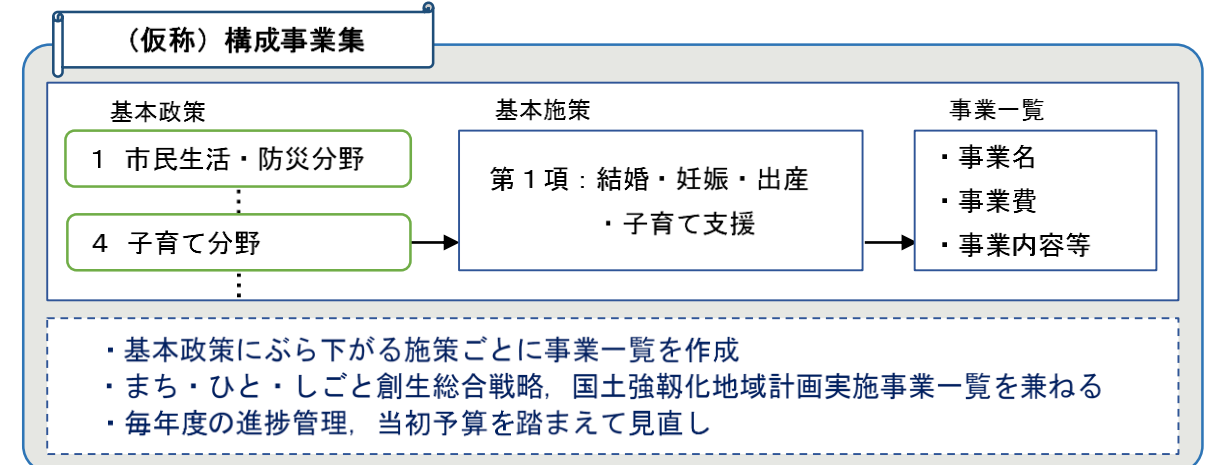 （仮称）構成事業集
基本政策
1 市民生活・防災分野
4 子育て分野
基本施策
第１項：結婚・妊娠・出産
・子育て支援
事業一覧
・事業名
・事業費
・事業内容等
・基本政策にぶら下がる施策ごとに事業一覧を作成
・まち・ひと・しごと創生総合戦略，国土強靱化地域計画実施事業一覧を兼ねる
・毎年度の進捗管理，当初予算を踏まえて見直し